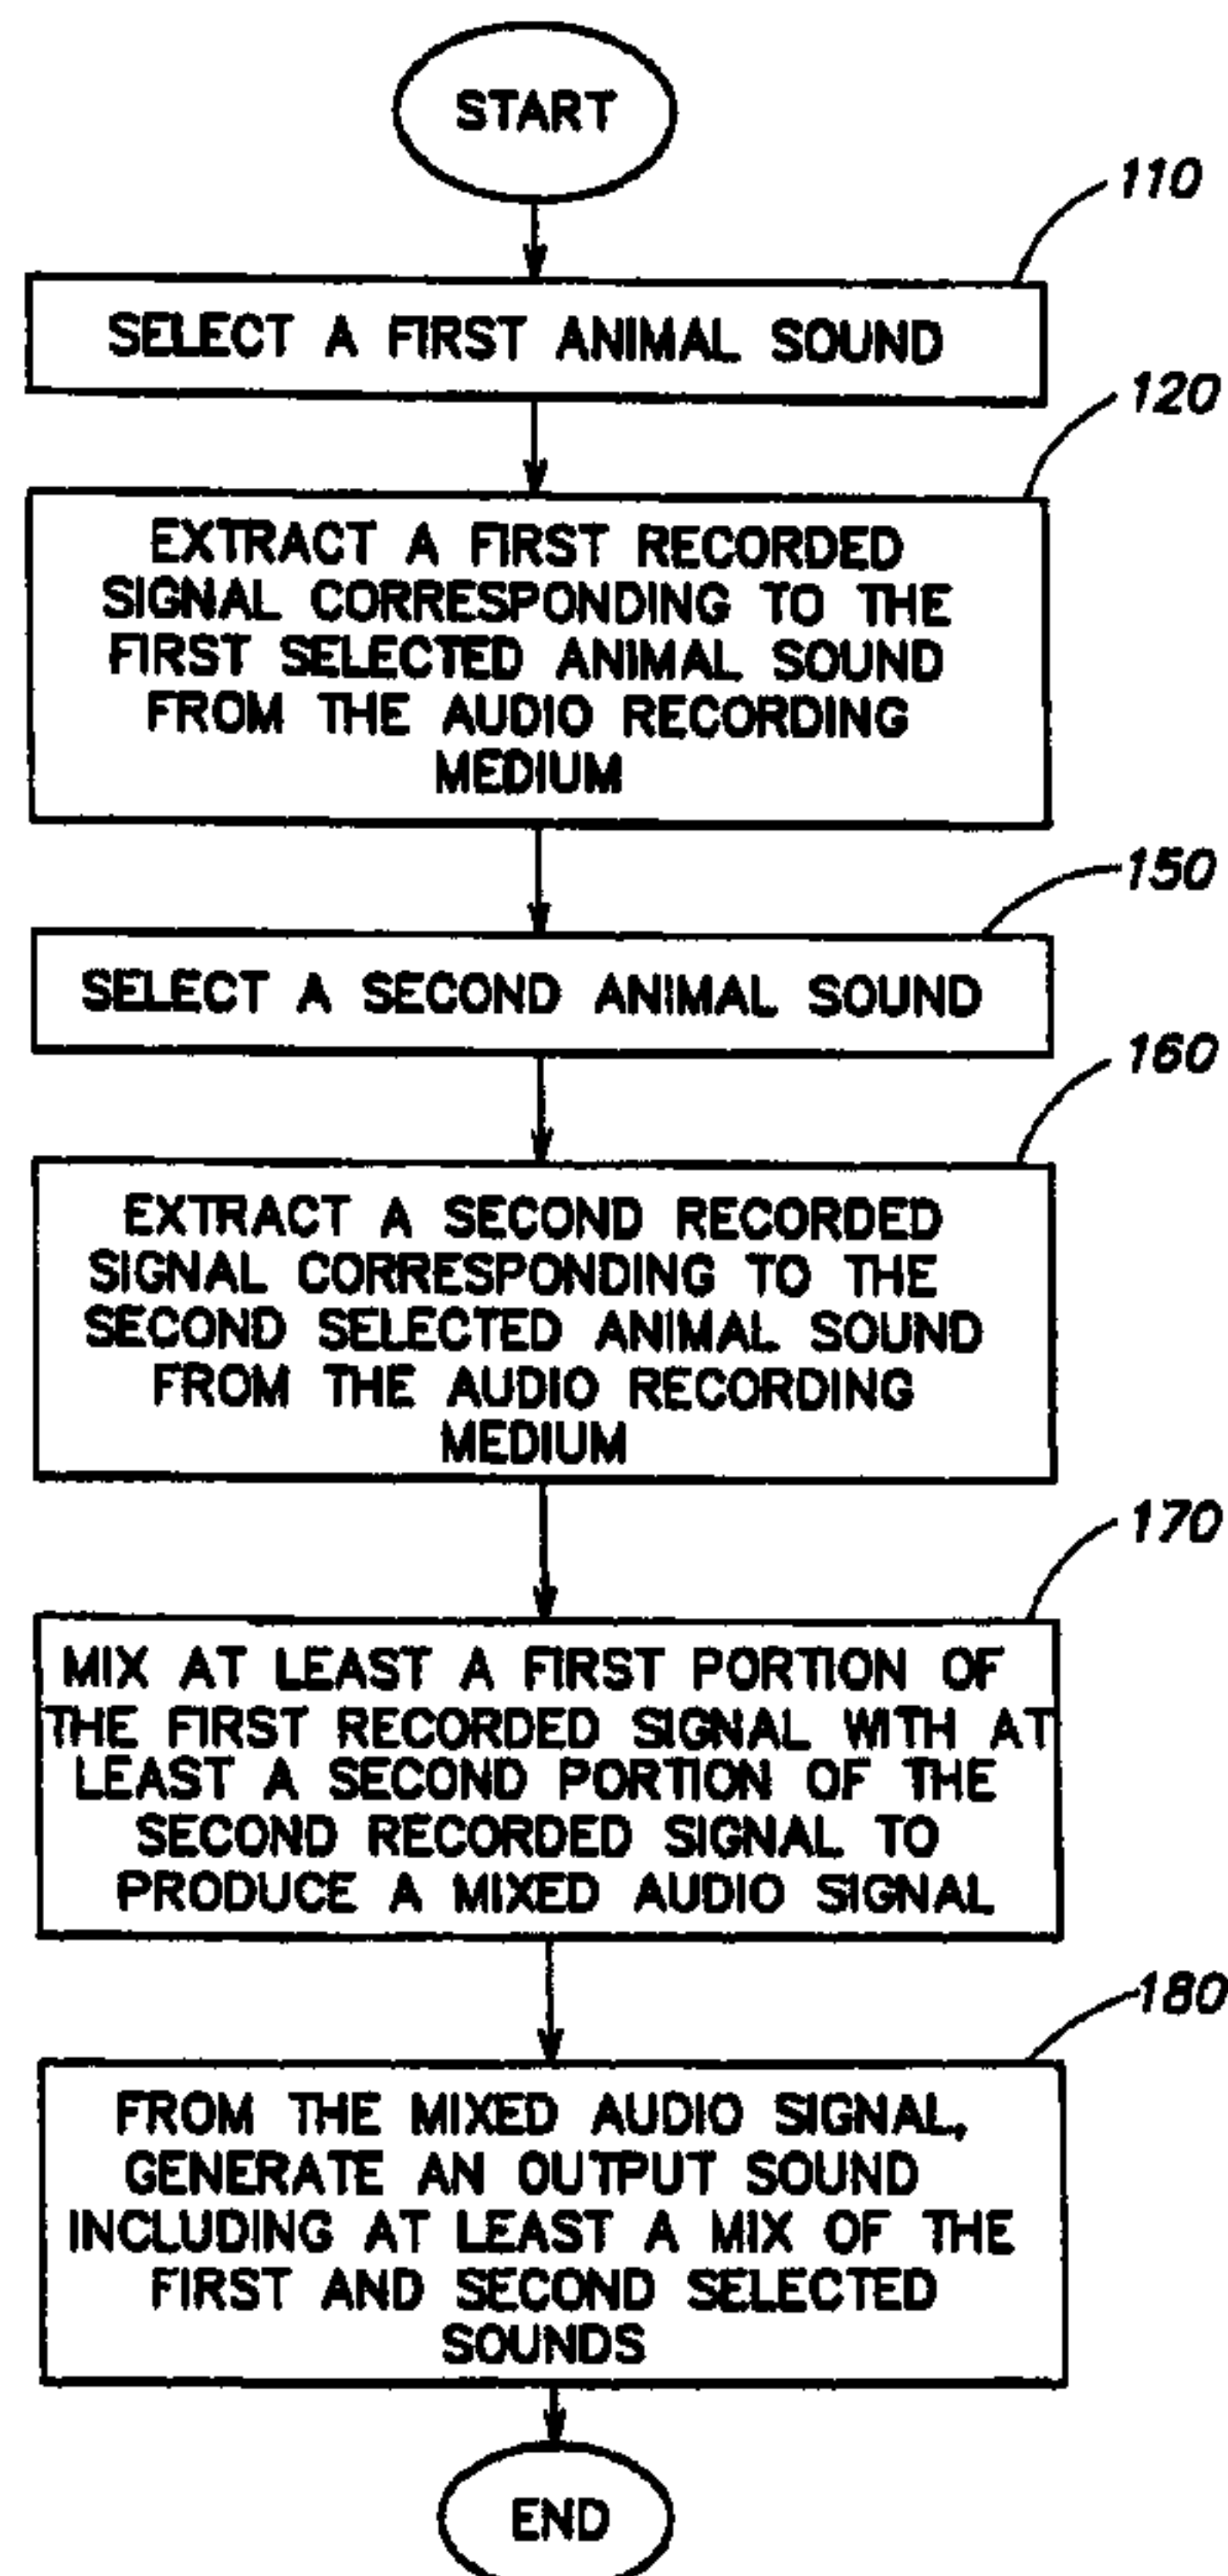 START
110
SELECT A FIRST ANIMAL SOUND
120
EXTRACT A FIRST RECORDED
SIGNAL CORRESPONDING TO THE
FIRST SELECTED ANIMAL SOUND
FROM THE AUDIO RECORDING
MEDIUM
150
SELECT A SECOND ANIMAL SOUND
160
EXTRACT A SECOND RECORDED
SIGNAL CORRESPONDING TO THE
SECOND SELECTED ANIMAL SOUND
FROM THE AUDIO RECORDING
MEDIUM
170
MIX AT LEAST A FIRST PORTION OF
THE FIRST RECORDED SIGNAL WITH AT
LEAST A SECOND PORTION OF THE
SECOND RECORDED SIGNAL TO
PRODUCE A MIXED AUDIO SIGNAL
180
FROM THE MIXED AUDIO SIGNAL,
GENERATE AN OUTPUT SOUND
INCLUDING AT LEAST A MIX OF THE
FIRST AND SECOND SELECTED
SOUNDS
END